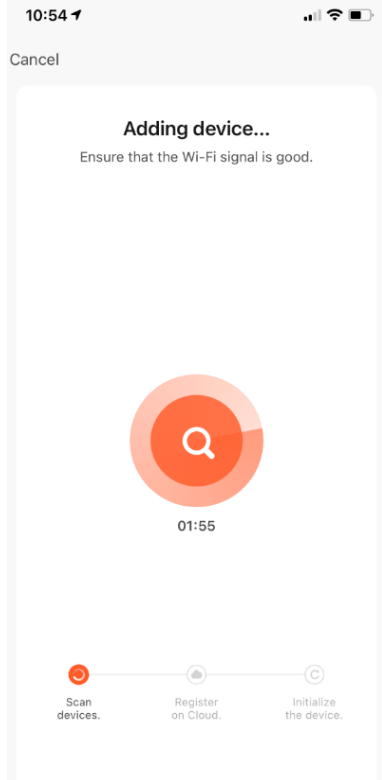 10:54
Cancel
Adding device...
Ensure that the Wi-Fi signal is good.
01:55
Scan
devices.
Register
on Cloud.
Initialize
the device.